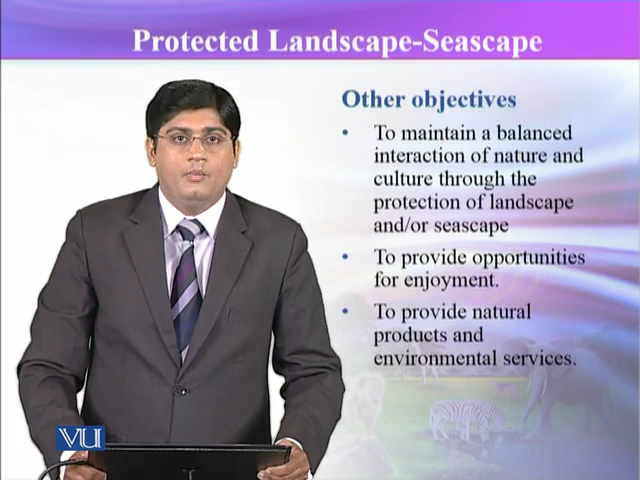 Protected Landscape-Seascape
Other objectives
• To maintain a balanced
interaction of nature and
culture through the
protection of landscape
and/or seascape
• To provide opportunities
for enjoyment.
• To provide natural
products and
environmental services.
VU